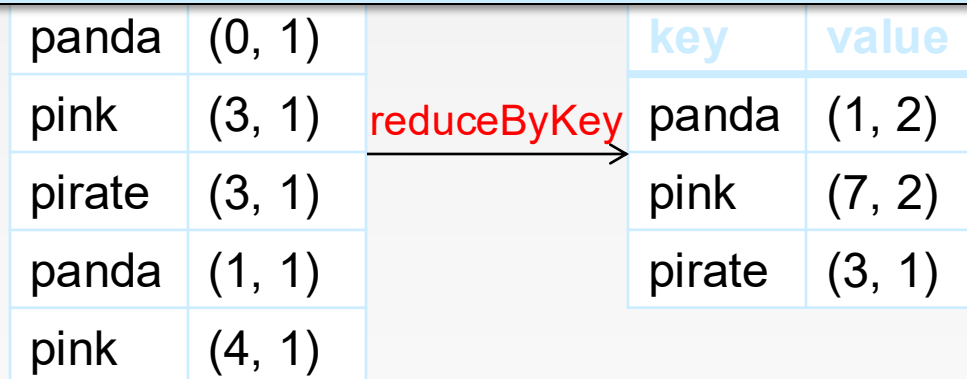 panda (0, 1)
pink (3, 1)
pirate (3, 1)
panda (1, 1)
pink (4, 1)
reduceByKey
key value
panda (1, 2)
pink (7, 2)
pirate (3, 1)